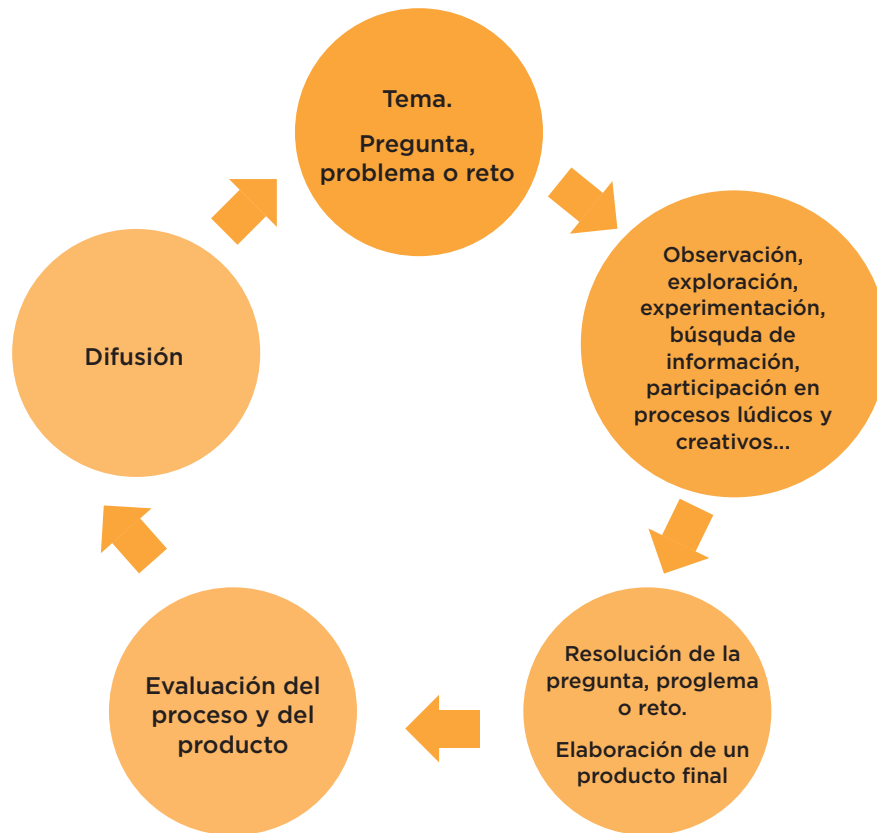 Tema.
Pregunta,
problema o reto
Observación,
exploración,
experimentación,
búsquda de
información,
participación en
procesos lúdicos y
creativos...
Resolución de la
pregunta, proglema
o reto.
Elaboración de un
producto final
Evaluación del
proceso y del
producto
Difusión